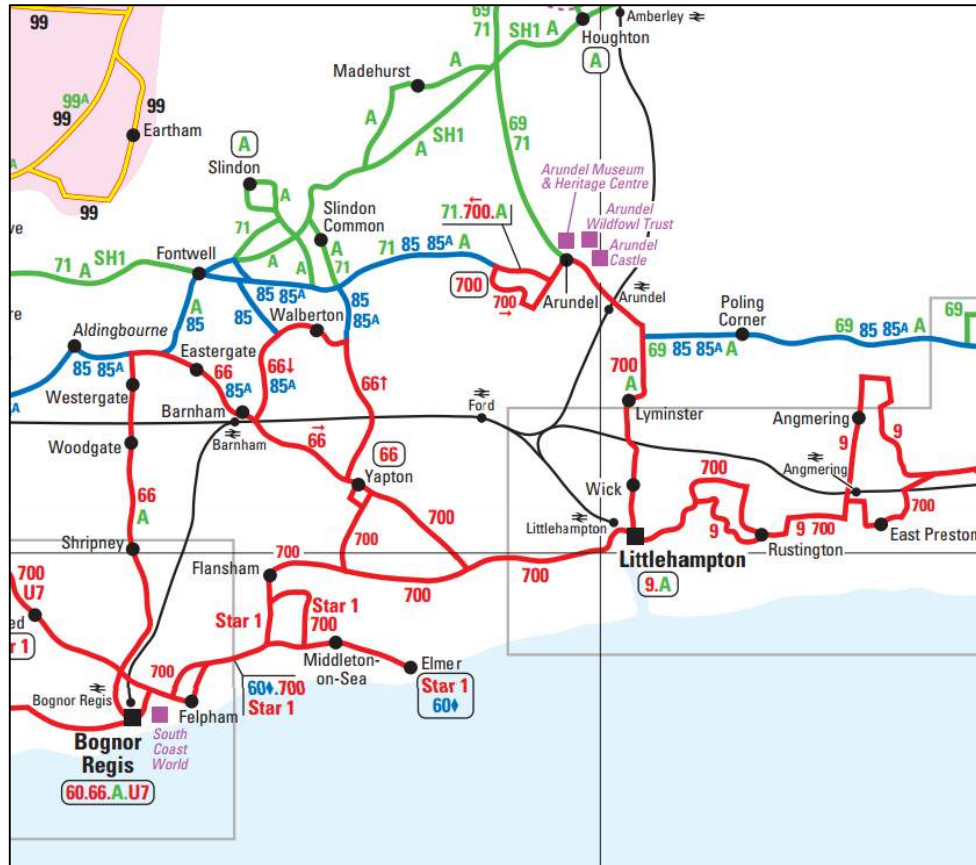 99
69
71
SH1 A
Amberley
Houghton
A
Madehurst
99A
99
99
Eartham
99
A
SH1
A
69
71
A
Slindon
A
71
Slindon
Common
A
71
A
Arundel Museum
& Heritage Centre
Arundel
Wildfowl Trust
Arundel
Castle
71.700.A
←
71 85 85A A
700
700
→
Arundel
Arundel
ve
71 A SH1
Fontwell
re
Aldingbourne
A
85
85 85A
85
85
85A
Walberton
85 85A
Eastergate
66
85A
66↓
85A
66↑
Westergate
Barnham
Barnham
66
→
Woodgate
66
A
66
Yapton
Shripney
Poling
Corner
69 85 85A A
69 85 85A A
69
700
A
Lyminster
Ford
Angmering
9
9
Angmering
Wick
700
9
Littlehampton
Littlehampton
9.A
9 700
Rustington
700
East Preston
700
U7
ed
r 1
Flansham
700
700
700
700
700
Star 1
Star 1
700
Middleton-
on-Sea
Elmer
Star 1
60♦
700
60♦.700
Star 1
Bognor Regis
Felpham
Bognor
Regis
60.66.A.U7
South
Coast
World